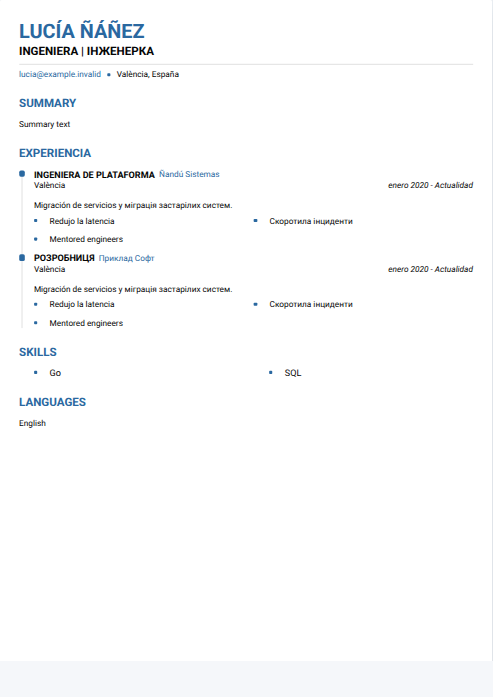 LUCÍA ÑÁÑEZ
INGENIERA | ІНЖЕНЕРКА
lucia@example.invalid • València, España
SUMMARY
Summary text
EXPERIENCIA
INGENIERA DE PLATAFORMA Ñandú Sistemas
València enero 2020 - Actualidad
Migración de servicios y міграція застарілих систем.
Redujo la latencia
Скоротила інциденти
Mentored engineers
РОЗРОБНИЦЯ Приклад Софт
València enero 2020 - Actualidad
Migración de servicios y міграція застарілих систем.
Redujo la latencia
Скоротила інциденти
Mentored engineers
SKILLS
Go
SQL
LANGUAGES
English